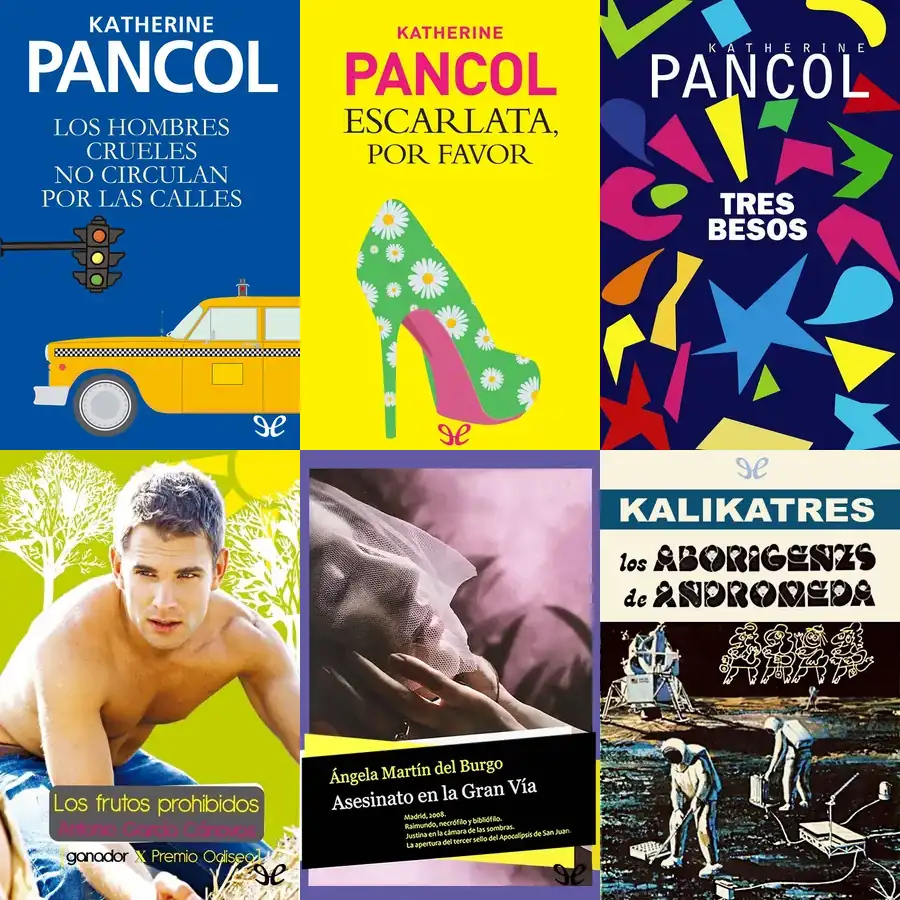 KATHERINE
PANCOL
LOS HOMBRES
CRUELES
NO CIRCULAN
POR LAS CALLES
KATHERINE
PANCOL
ESCARLATA,
POR FAVOR
KATHERINE
PANCOL
TRES
BESOS
Los frutos prohibidos
Antonio
[ganador X Premio Odisea]
Ángela Martín del Burgo
Asesinato en la Gran Vía
Madrid, 2008.
Raimundo, necrófilo y bibliófilo.
Justina en la cámara de las sombras.
La apertura del tercer sello del Apocalipsis de San Juan.
KALIKATRES
los ABORIGENES
de ANDROMEDA